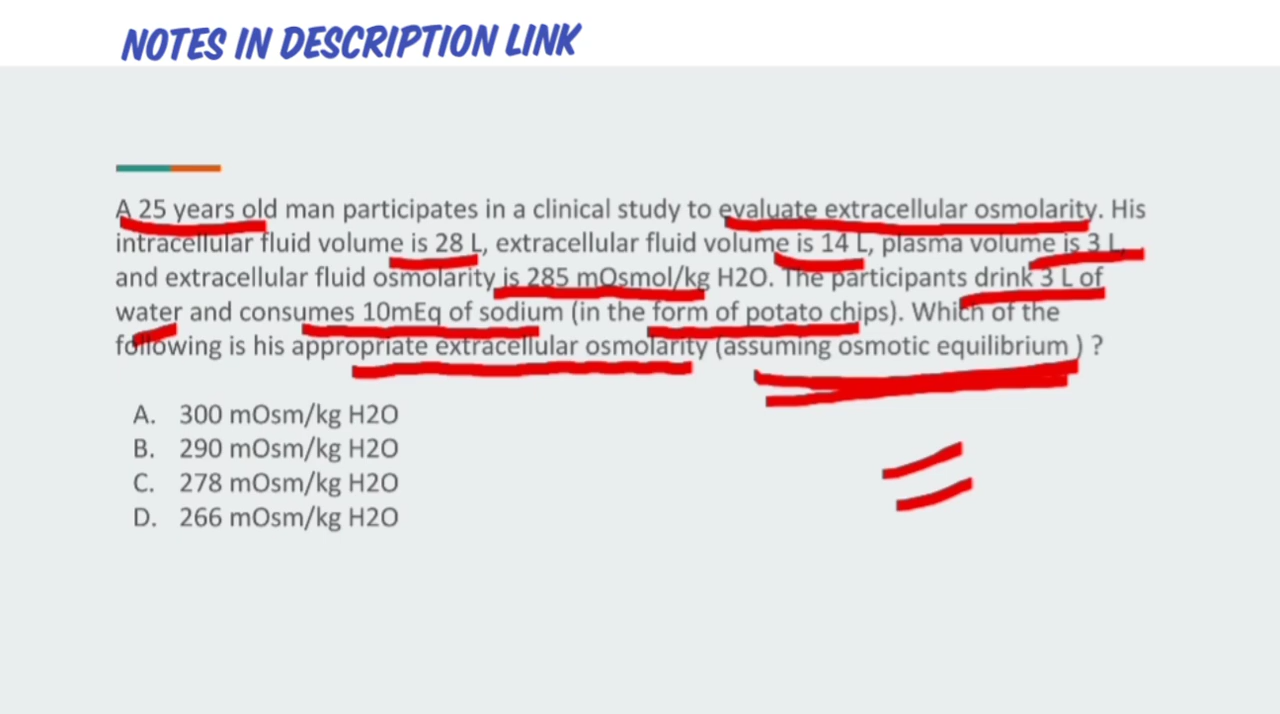 NOTES IN DESCRIPTION LINK
A 25 years old man participates in a clinical study to evaluate extracellular osmolarity. His
intracellular fluid volume is 28 L, extracellular fluid volume is 14 L, plasma volume is 3 L,
and extracellular fluid osmolarity is 285 mOsmol/kg H2O. The participants drink 3 L of
water and consumes 10mEq of sodium (in the form of potato chips). Which of the
following is his appropriate extracellular osmolarity (assuming osmotic equilibrium ) ?
A. 300 mOsm/kg H2O
B. 290 mOsm/kg H2O
C. 278 mOsm/kg H2O
D. 266 mOsm/kg H2O